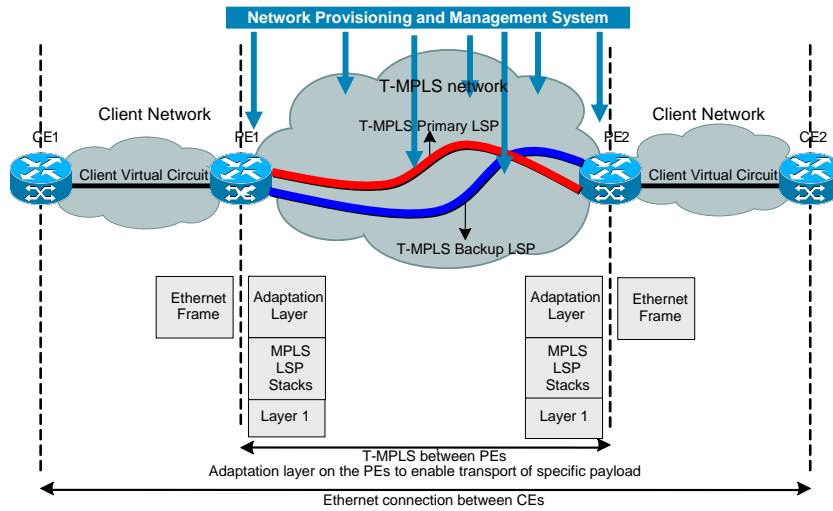 Network Provisioning and Management System
T-MPLS network
Client Network
Client Network
CE1
PE1
T-MPLS Primary LSP
PE2
CE2
Client Virtual Circuit
Client Virtual Circuit
T-MPLS Backup LSP
Ethernet
Frame
Adaptation
Layer
MPLS
LSP
Stacks
Layer 1
Adaptation
Layer
MPLS
LSP
Stacks
Layer 1
Ethernet
Frame
T-MPLS between PEs
Adaptation layer on the PEs to enable transport of specific payload
Ethernet connection between CEs